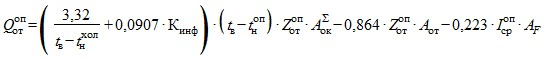 Q_от^оп = ( 3,32 / (t_в − t_н^хол) + 0,0907 · К_инф ) · ( t_в − t_н^оп ) · Z_от^оп · A_ок^Σ − 0,864 · Z_от^оп · A_от − 0,223 · I_ср^оп · A_F